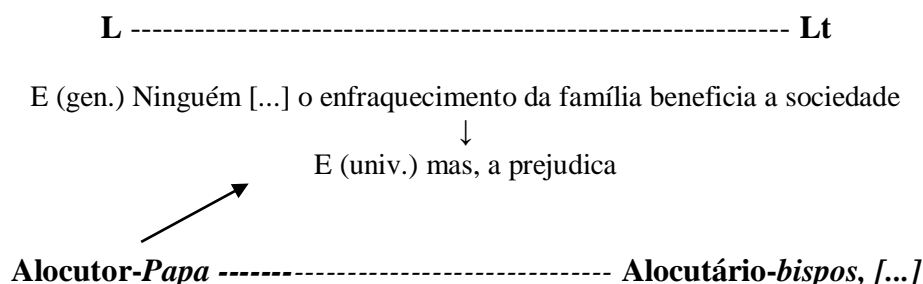 L -------------------------------------------------------------- Lt
E (gen.) Ninguém [...] o enfraquecimento da família beneficia a sociedade
↓
E (univ.) mas, a prejudica
Alocutor-Papa ------------------------------------- Alocutário-bispos, [...]